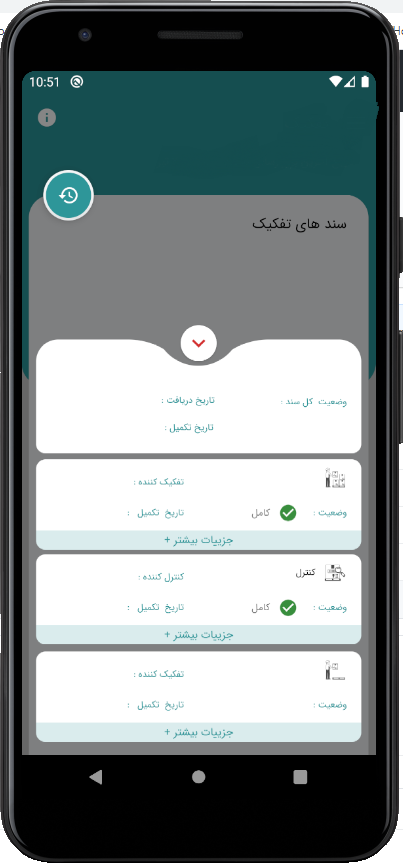 10:51
سند های تفکیک
وضعیت کل سند : تاریخ دریافت :
تاریخ تکمیل :
تفکیک کننده :
وضعیت : کامل تاریخ تکمیل :
جزییات بیشتر +
کنترل کنترل کننده :
وضعیت : کامل تاریخ تکمیل :
جزییات بیشتر +
تفکیک کننده :
وضعیت : تاریخ تکمیل :
جزییات بیشتر +